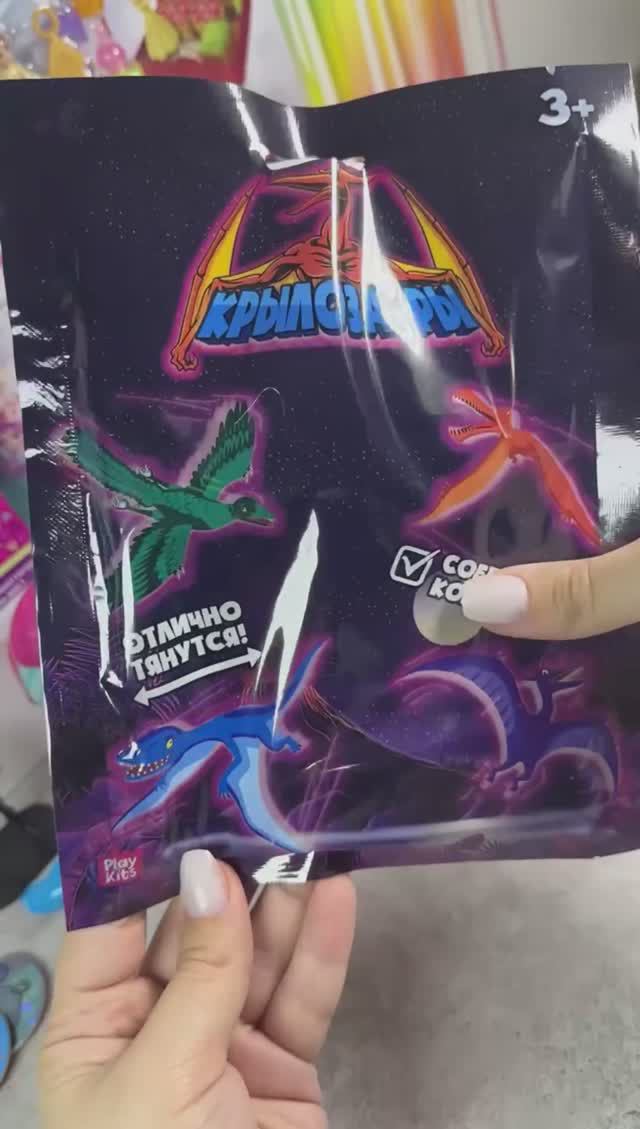 3+
КРЫЛОЗАВРЫ
ОТЛИЧНО
ТЯНУТСЯ!
Play
Kits